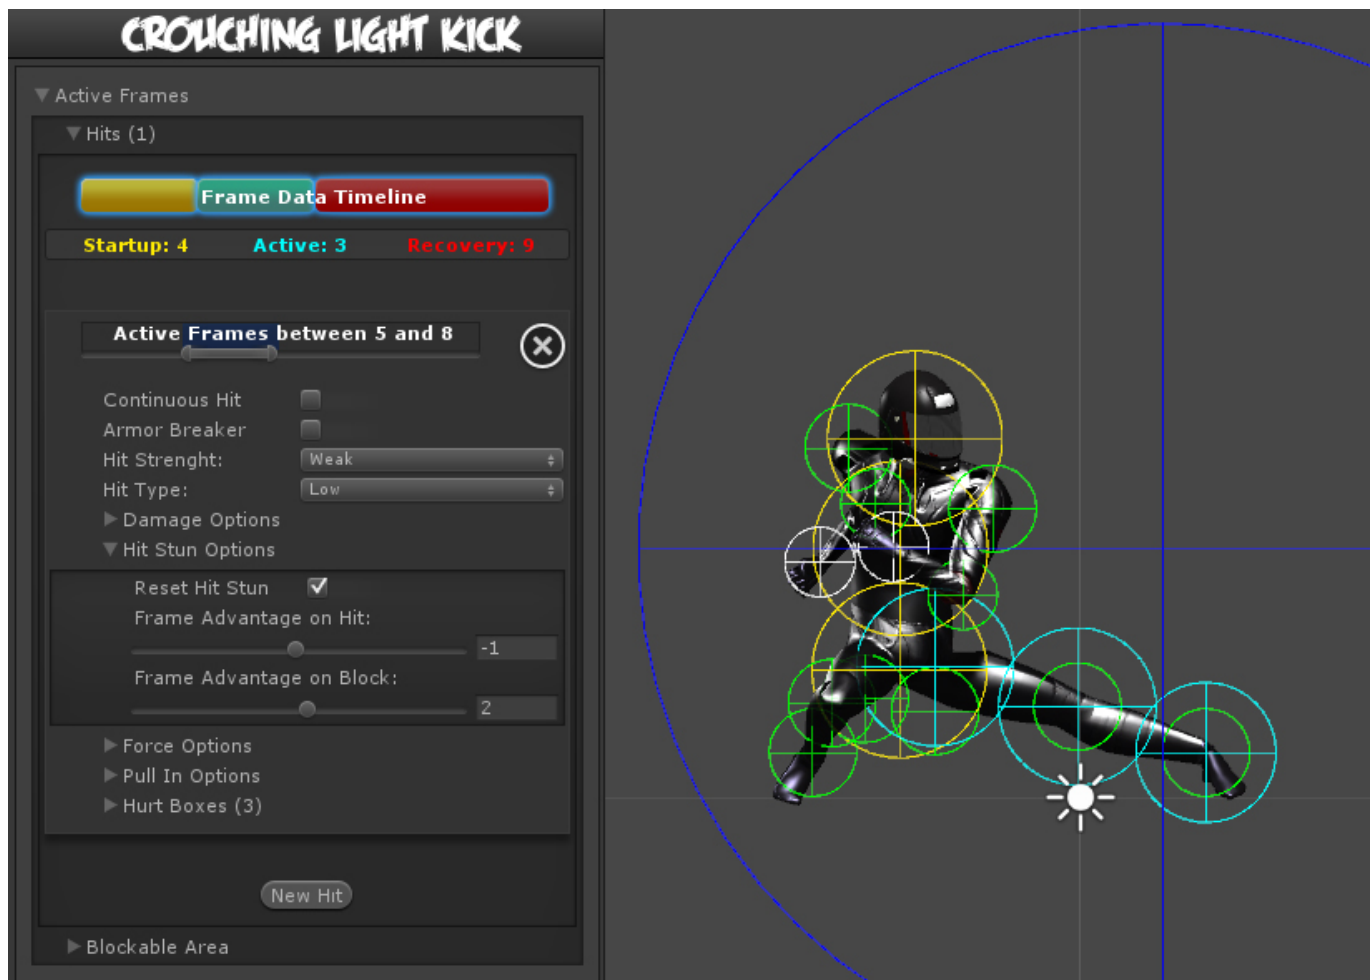 CROUCHING LIGHT KICK
Active Frames
Hits (1)
Frame Data Timeline
Startup: 4 Active: 3 Recovery: 9
Active Frames between 5 and 8
Continuous Hit
Armor Breaker
Hit Strenght: Weak
Hit Type: Low
Damage Options
Hit Stun Options
Reset Hit Stun
Frame Advantage on Hit:
-1
Frame Advantage on Block:
2
Force Options
Pull In Options
Hurt Boxes (3)
New Hit
Blockable Area